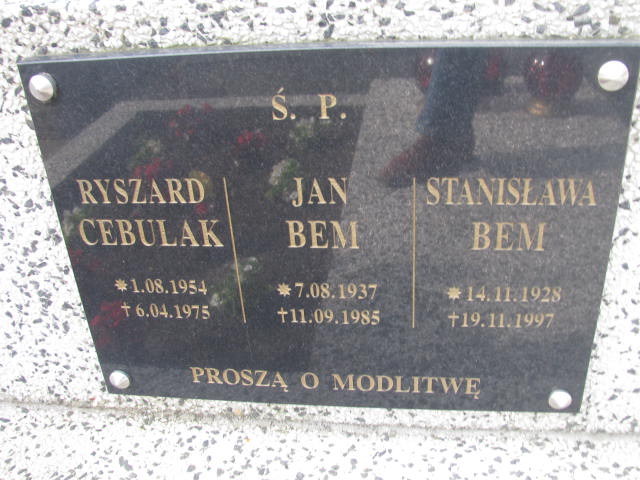 Ś. P.
RYSZARD
CEBULAK
✵1.08.1954
†6.04.1975
JAN
BEM
✵7.08.1937
†11.09.1985
STANISŁAWA
BEM
✵14.11.1928
†19.11.1997
PROSZĄ O MODLITWĘ